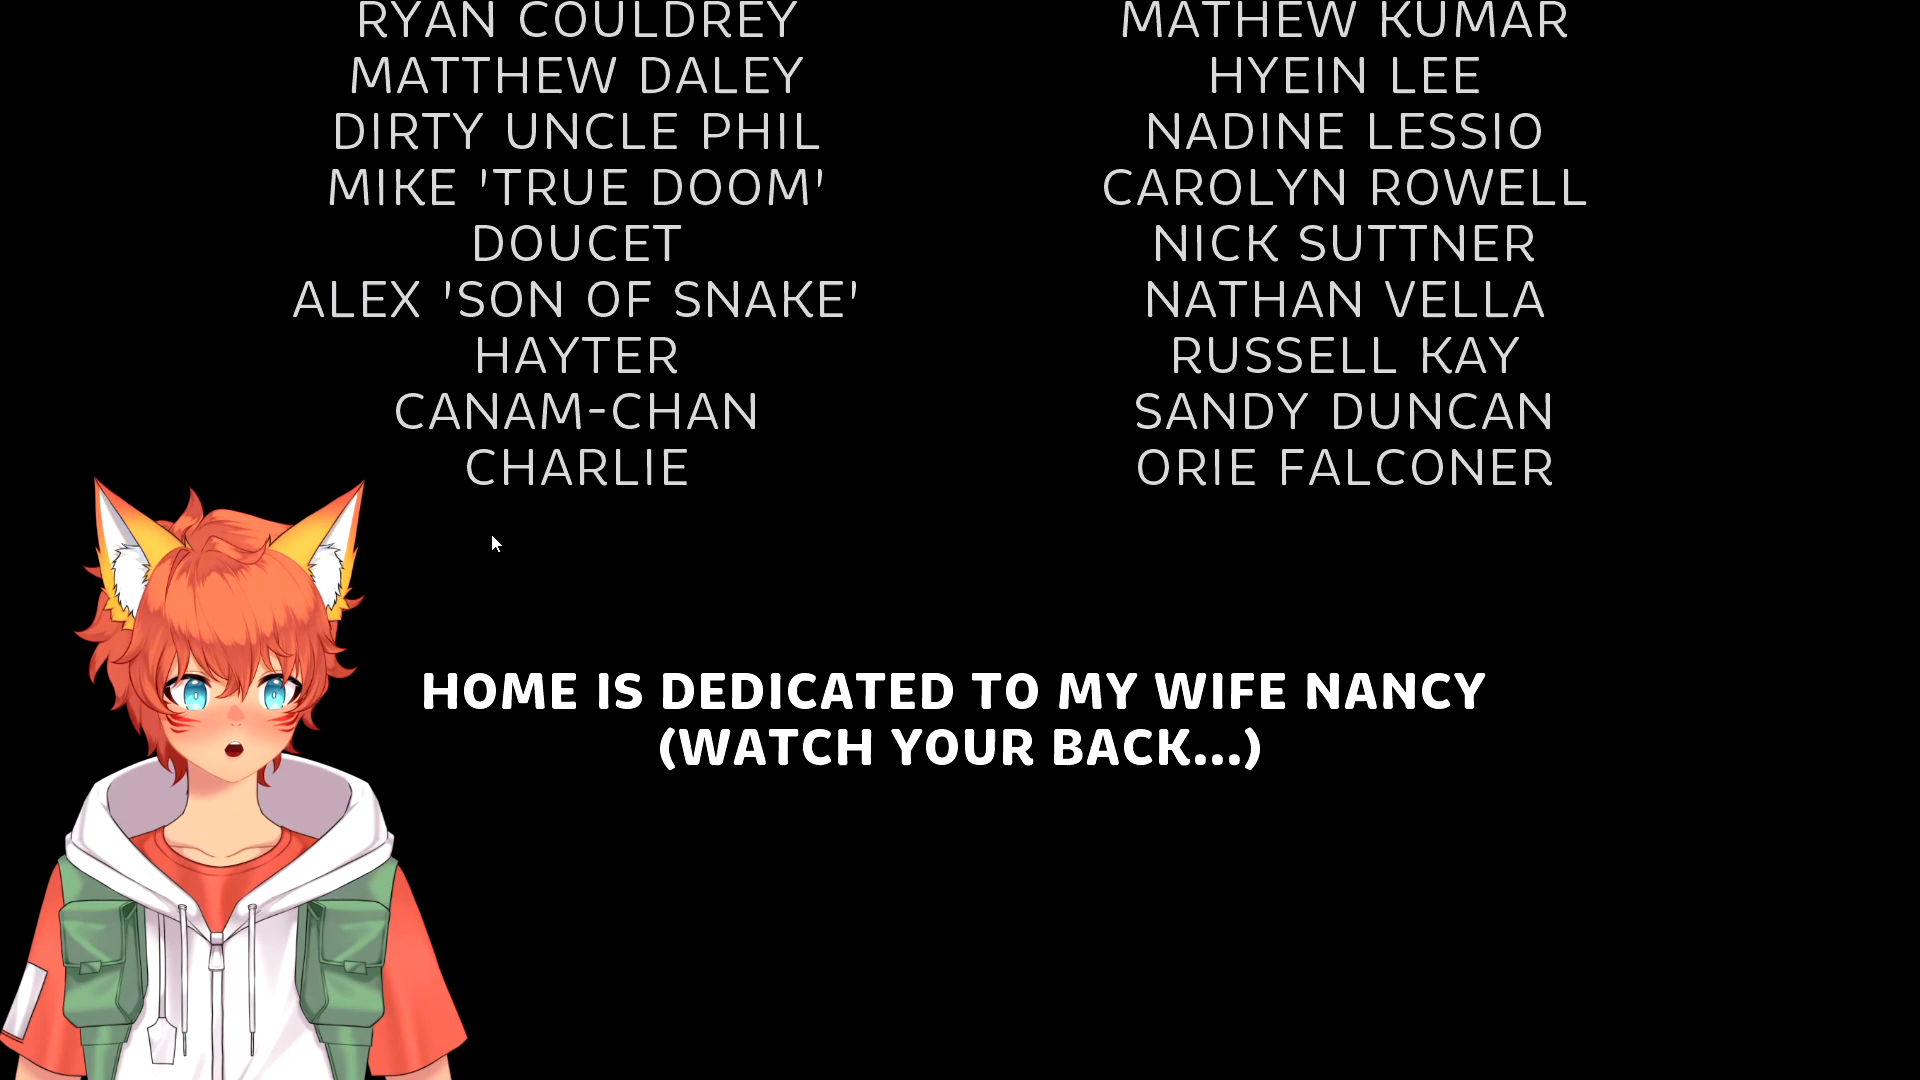 RYAN COULDREY
MATTHEW DALEY
DIRTY UNCLE PHIL
MIKE 'TRUE DOOM'
DOUCET
ALEX 'SON OF SNAKE'
HAYTER
CANAM-CHAN
CHARLIE
MATHEW KUMAR
HYEIN LEE
NADINE LESSIO
CAROLYN ROWELL
NICK SUTTNER
NATHAN VELLA
RUSSELL KAY
SANDY DUNCAN
ORIE FALCONER
HOME IS DEDICATED TO MY WIFE NANCY
(WATCH YOUR BACK...)